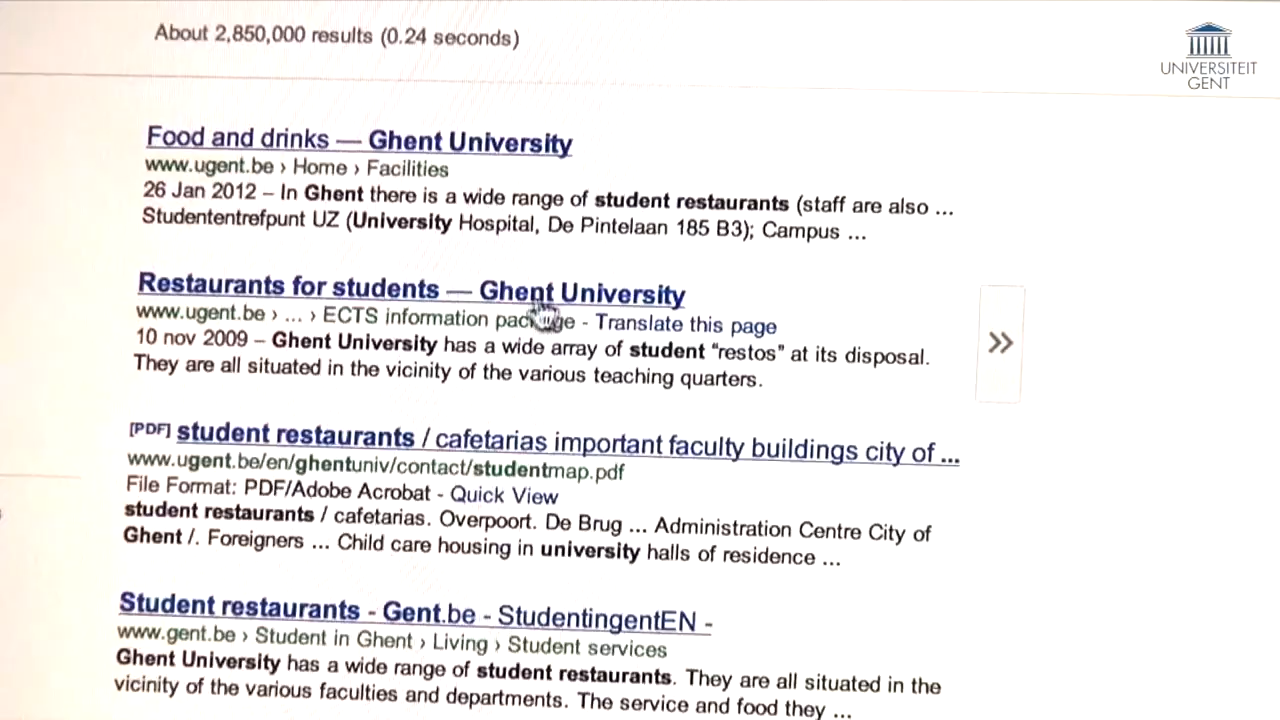 About 2,850,000 results (0.24 seconds)
UNIVERSITEIT
GENT
Food and drinks — Ghent University
www.ugent.be › Home › Facilities
26 Jan 2012 – In Ghent there is a wide range of student restaurants (staff are also ...
Studententrefpunt UZ (University Hospital, De Pintelaan 185 B3); Campus ...
Restaurants for students — Ghent University
www.ugent.be › ... › ECTS information package - Translate this page
10 nov 2009 – Ghent University has a wide array of student “restos” at its disposal.
They are all situated in the vicinity of the various teaching quarters.
»
[PDF] student restaurants / cafetarias important faculty buildings city of ...
www.ugent.be/en/ghentuniv/contact/studentmap.pdf
File Format: PDF/Adobe Acrobat - Quick View
student restaurants / cafetarias. Overpoort. De Brug ... Administration Centre City of
Ghent /. Foreigners ... Child care housing in university halls of residence ...
Student restaurants - Gent.be - StudentingentEN -
www.gent.be › Student in Ghent › Living › Student services
Ghent University has a wide range of student restaurants. They are all situated in the
vicinity of the various faculties and departments. The service and food they ...